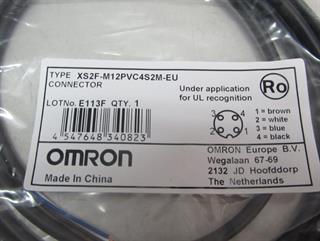 TYPE XS2F-M12PVC4S2M-EU
CONNECTOR
LOTNo. E113F QTY. 1
4 547648 340823
OMRON
Made In China
Under application
for UL recognition
Ro
1 = brown
2 = white
3 = blue
4 = black
OMRON Europe B.V.
Wegalaan 67-69
2132 JD Hoofddorp
The Netherlands